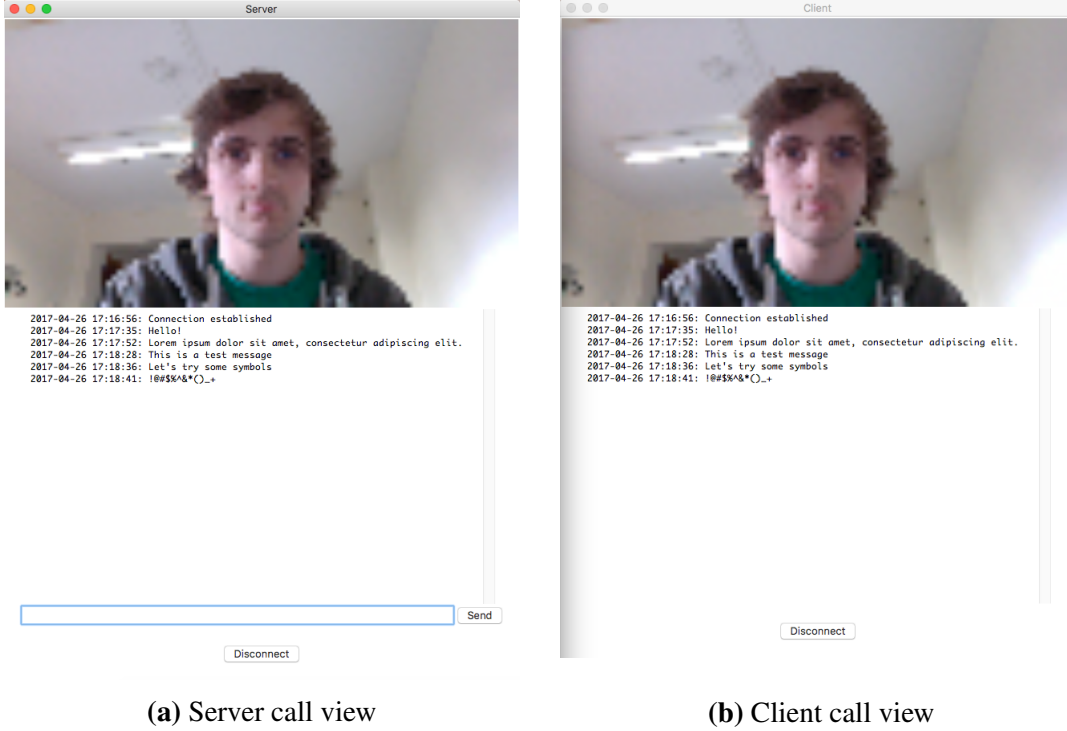 Server
2017-04-26 17:16:56: Connection established
2017-04-26 17:17:35: Hello!
2017-04-26 17:17:52: Lorem ipsum dolor sit amet, consectetur adipiscing elit.
2017-04-26 17:18:28: This is a test message
2017-04-26 17:18:36: Let's try some symbols
2017-04-26 17:18:41: !@#$%^&*()_+
Send
Disconnect
(a) Server call view
Client
2017-04-26 17:16:56: Connection established
2017-04-26 17:17:35: Hello!
2017-04-26 17:17:52: Lorem ipsum dolor sit amet, consectetur adipiscing elit.
2017-04-26 17:18:28: This is a test message
2017-04-26 17:18:36: Let's try some symbols
2017-04-26 17:18:41: !@#$%^&*()_+
Disconnect
(b) Client call view